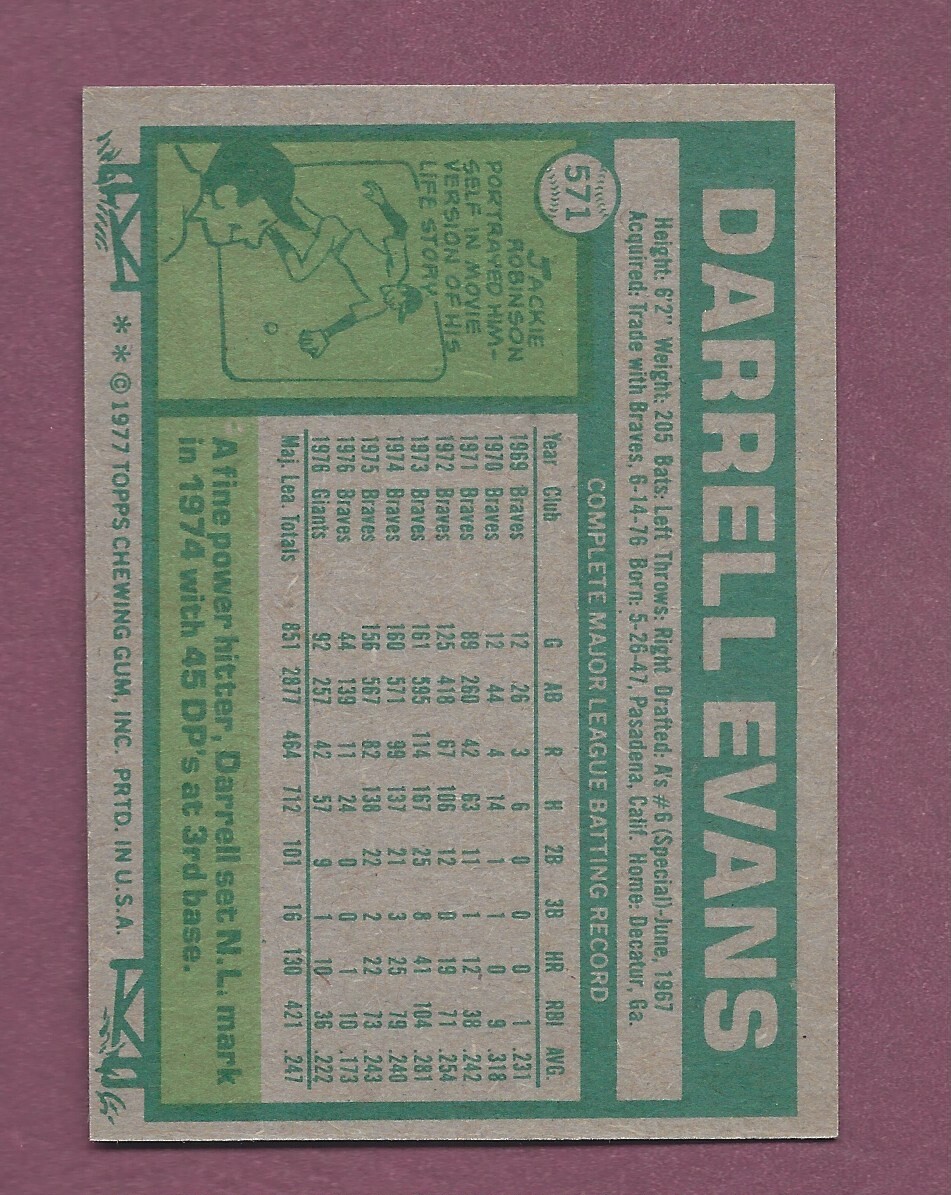 571
DARRELL EVANS
Height: 6'2" Weight: 205 Bats: Left Throws: Right Drafted: A's #6 (Special)-June, 1967
Acquired: Trade with Braves, 6-14-76 Born: 5-26-47, Pasadena, Calif. Home: Decatur, Ga.
JACKIE
ROBINSON
PORTRAYED HIM-
SELF IN MOVIE
VERSION OF HIS
LIFE STORY
COMPLETE MAJOR LEAGUE BATTING RECORD
Year Club G AB R H 2B 3B HR RBI AVG.
1969 Braves 12 26 3 6 0 0 0 1 .231
1970 Braves 12 44 4 14 1 1 0 9 .318
1971 Braves 89 260 42 63 11 1 12 38 .242
1972 Braves 125 418 67 106 12 0 19 71 .254
1973 Braves 161 595 114 167 25 8 41 104 .281
1974 Braves 160 571 99 137 21 3 25 79 .240
1975 Braves 156 567 82 138 22 2 22 73 .243
1976 Braves 44 139 11 24 0 0 1 10 .173
1976 Giants 92 257 42 57 9 1 10 36 .222
Maj. Lea. Totals 851 2877 464 712 101 16 130 421 .247
A fine power hitter, Darrell set N.L. mark
in 1974 with 45 DP's at 3rd base.
** © 1977 TOPPS CHEWING GUM, INC. PRTD. IN U.S.A.